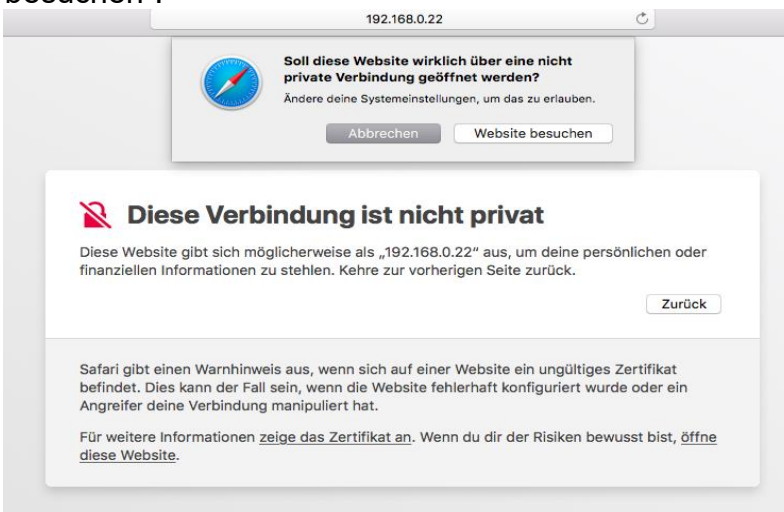 besuchen".
192.168.0.22
Soll diese Website wirklich über eine nicht
private Verbindung geöffnet werden?
Ändere deine Systemeinstellungen, um das zu erlauben.
Abbrechen
Website besuchen
Diese Verbindung ist nicht privat
Diese Website gibt sich möglicherweise als „192.168.0.22“ aus, um deine persönlichen oder
finanziellen Informationen zu stehlen. Kehre zur vorherigen Seite zurück.
Zurück
Safari gibt einen Warnhinweis aus, wenn sich auf einer Website ein ungültiges Zertifikat
befindet. Dies kann der Fall sein, wenn die Website fehlerhaft konfiguriert wurde oder ein
Angreifer deine Verbindung manipuliert hat.
Für weitere Informationen zeige das Zertifikat an. Wenn du dir der Risiken bewusst bist, öffne
diese Website.